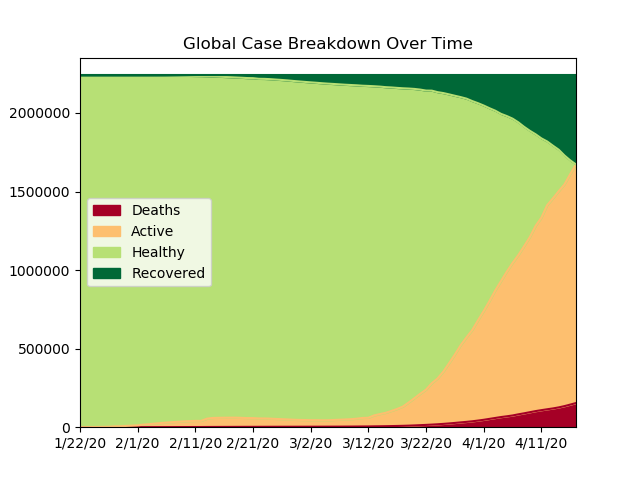 Global Case Breakdown Over Time
2000000
1500000
1000000
500000
0
Deaths
Active
Healthy
Recovered
1/22/20 2/1/20 2/11/20 2/21/20 3/2/20 3/12/20 3/22/20 4/1/20 4/11/20